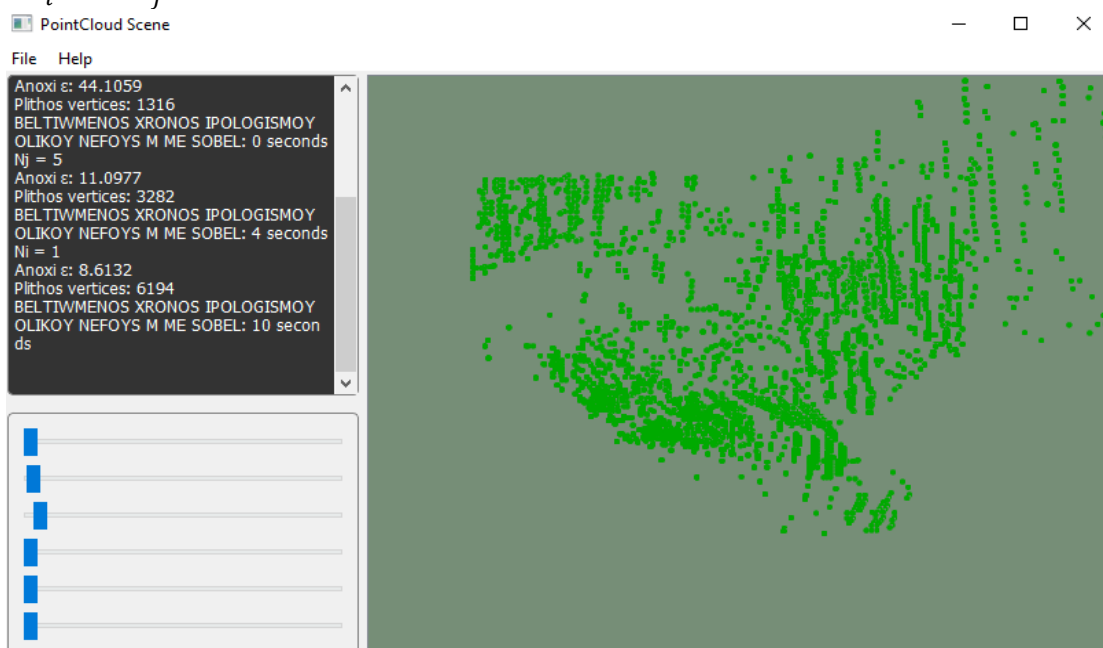 PointCloud Scene
File Help
Anoxi ε: 44.1059
Plithos vertices: 1316
BELTIWMENOS XRONOS IPOLOGISMOY
OLIKOY NEFOYS M ME SOBEL: 0 seconds
Nj = 5
Anoxi ε: 11.0977
Plithos vertices: 3282
BELTIWMENOS XRONOS IPOLOGISMOY
OLIKOY NEFOYS M ME SOBEL: 4 seconds
Ni = 1
Anoxi ε: 8.6132
Plithos vertices: 6194
BELTIWMENOS XRONOS IPOLOGISMOY
OLIKOY NEFOYS M ME SOBEL: 10 secon
ds